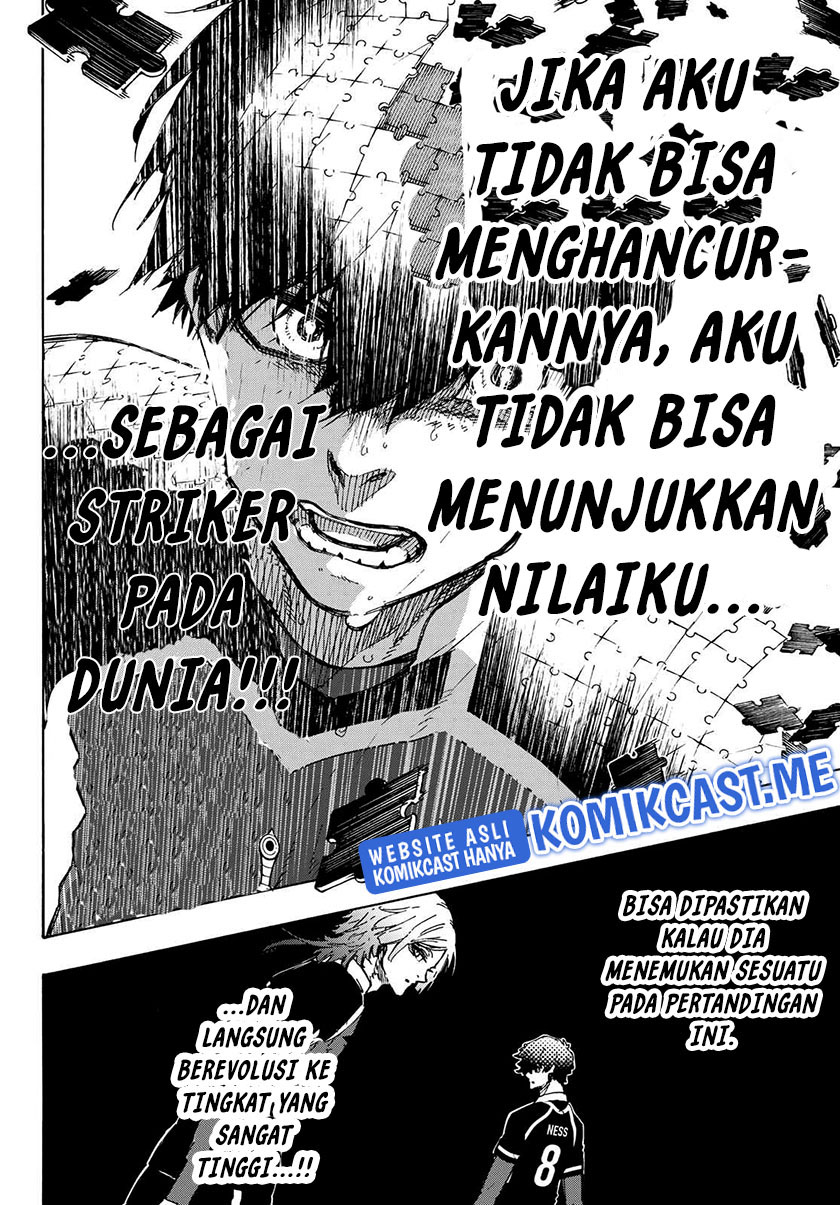 JIKA AKU
TIDAK BISA
MENGHANCUR-
KANNYA, AKU
TIDAK BISA
MENUNJUKKAN
NILAIKU...
...SEBAGAI
STRIKER
PADA
DUNIA!!!
WEBSITE ASLI
KOMIKCAST HANYA
KOMIKCAST.ME
BISA DIPASTIKAN
KALAU DIA
MENEMUKAN SESUATU
PADA PERTANDINGAN
INI.
...DAN
LANGSUNG
BEREVOLUSI KE
TINGKAT YANG
SANGAT
TINGGI...!!
NESS
8